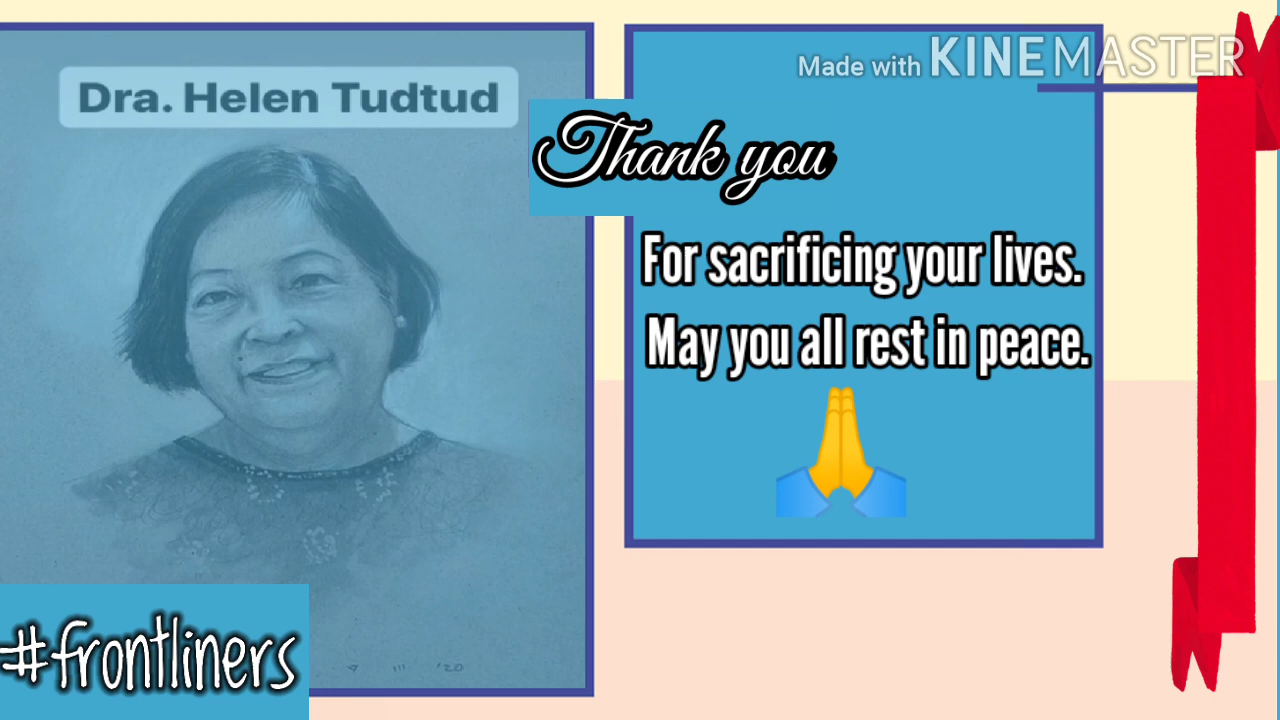 Made with KINEMASTER
Dra. Helen Tudtud
Thank you
For sacrificing your lives.
May you all rest in peace.
#frontliners
'20